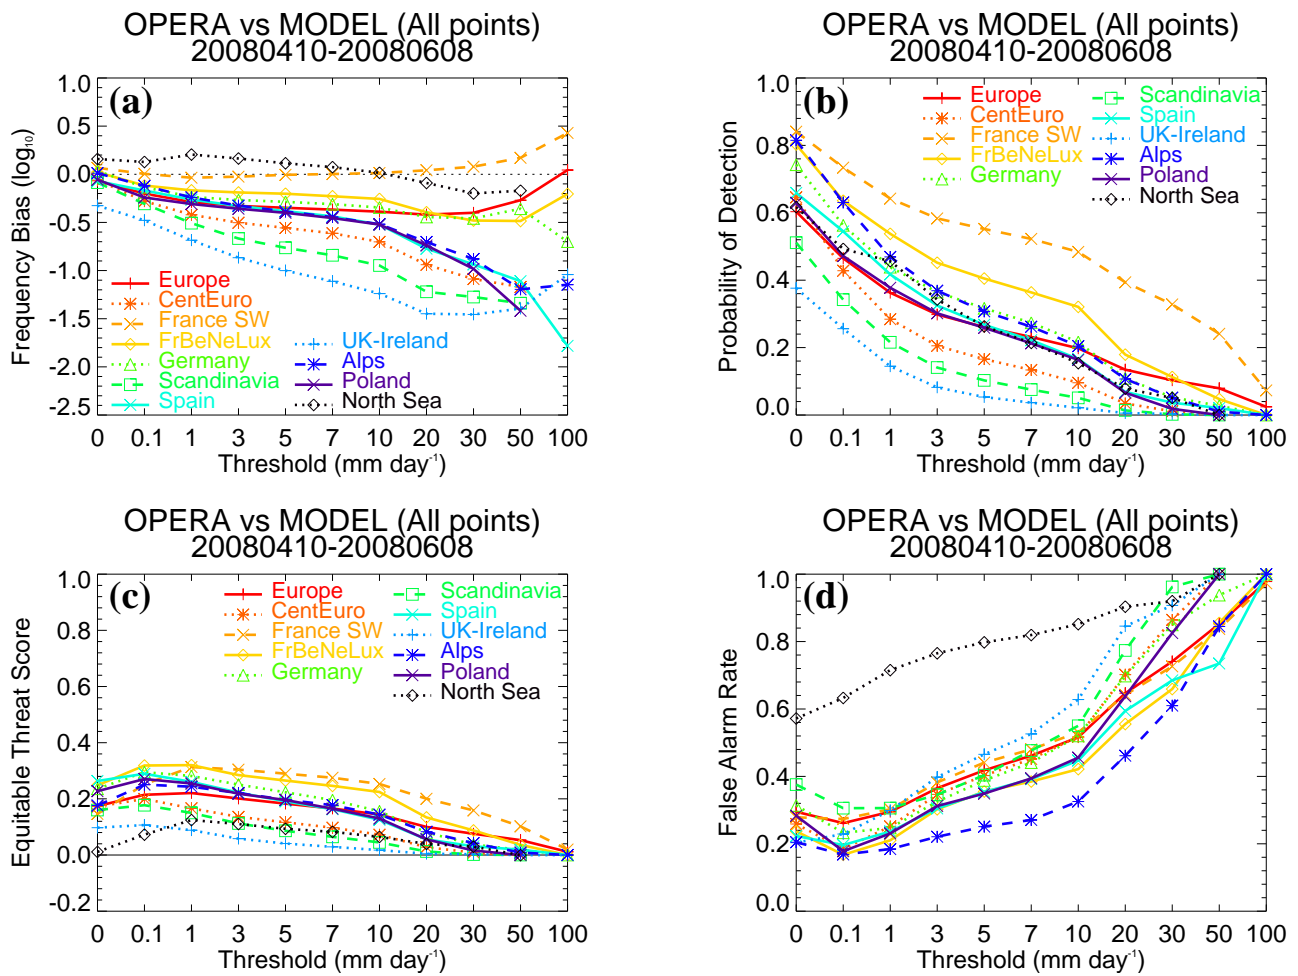 OPERA vs MODEL (All points)
20080410-20080608
(a)
Frequency Bias (log₁₀)
1.0
0.5
0.0
-0.5
-1.0
-1.5
-2.0
-2.5
Europe
CentEuro
France SW
FrBeNeLux
Germany
Scandinavia
Spain
UK-Ireland
Alps
Poland
North Sea
0 0.1 1 3 5 7 10 20 30 50 100
Threshold (mm day⁻¹)
OPERA vs MODEL (All points)
20080410-20080608
(b)
Probability of Detection
1.0
0.8
0.6
0.4
0.2
0.0
Europe
CentEuro
France SW
FrBeNeLux
Germany
Scandinavia
Spain
UK-Ireland
Alps
Poland
North Sea
0 0.1 1 3 5 7 10 20 30 50 100
Threshold (mm day⁻¹)
OPERA vs MODEL (All points)
20080410-20080608
(c)
Equitable Threat Score
1.0
0.8
0.6
0.4
0.2
0.0
-0.2
Europe
CentEuro
France SW
FrBeNeLux
Germany
Scandinavia
Spain
UK-Ireland
Alps
Poland
North Sea
0 0.1 1 3 5 7 10 20 30 50 100
Threshold (mm day⁻¹)
OPERA vs MODEL (All points)
20080410-20080608
(d)
False Alarm Rate
1.0
0.8
0.6
0.4
0.2
0.0
0 0.1 1 3 5 7 10 20 30 50 100
Threshold (mm day⁻¹)